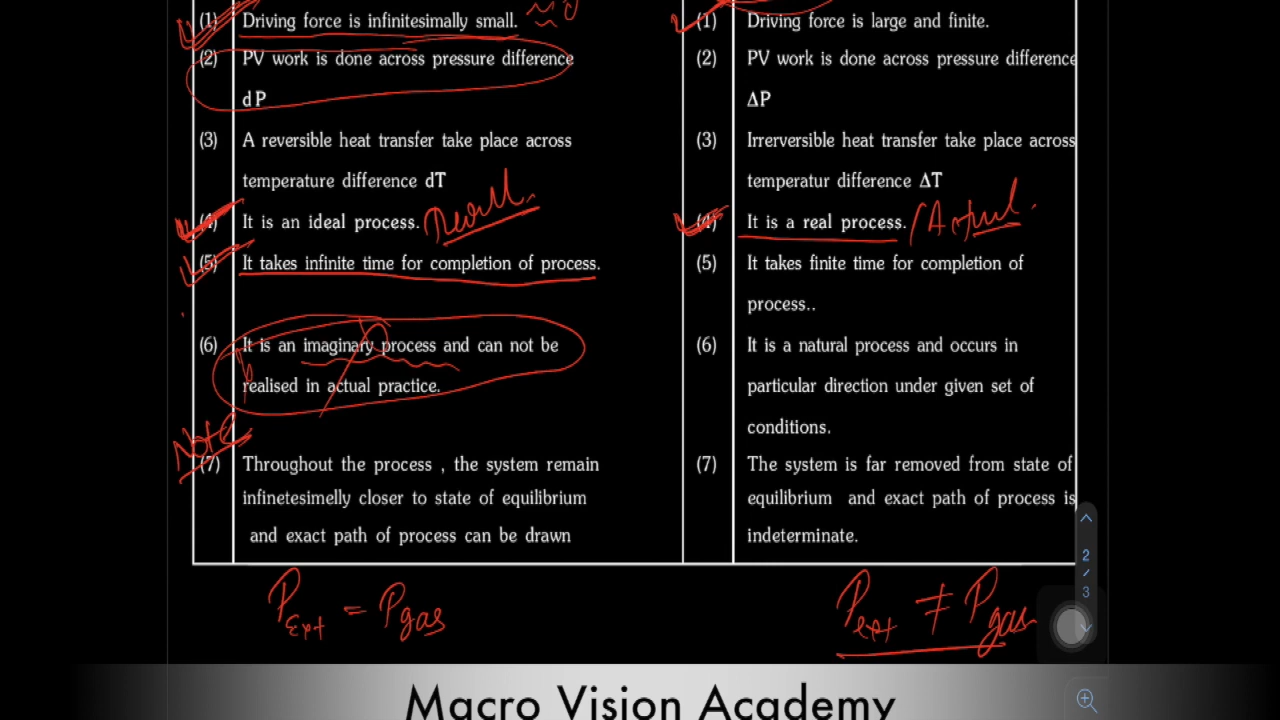 (1) Driving force is infinitesimally small.
(2) PV work is done across pressure difference
dP
(3) A reversible heat transfer take place across
temperature difference dT
(4) It is an ideal process.
(5) It takes infinite time for completion of process.
(6) It is an imaginary process and can not be
realised in actual practice.
Note
(7) Throughout the process , the system remain
infinetesimelly closer to state of equilibrium
and exact path of process can be drawn
P Ext = P gas
(1) Driving force is large and finite.
(2) PV work is done across pressure difference
ΔP
(3) Irrerversible heat transfer take place across
temperatur difference ΔT
(4) It is a real process. / Actual.
(5) It takes finite time for completion of
process..
(6) It is a natural process and occurs in
particular direction under given set of
conditions.
(7) The system is far removed from state of
equilibrium and exact path of process is
indeterminate.
P ext ≠ P gas
2
/
3
Macro Vision Academy